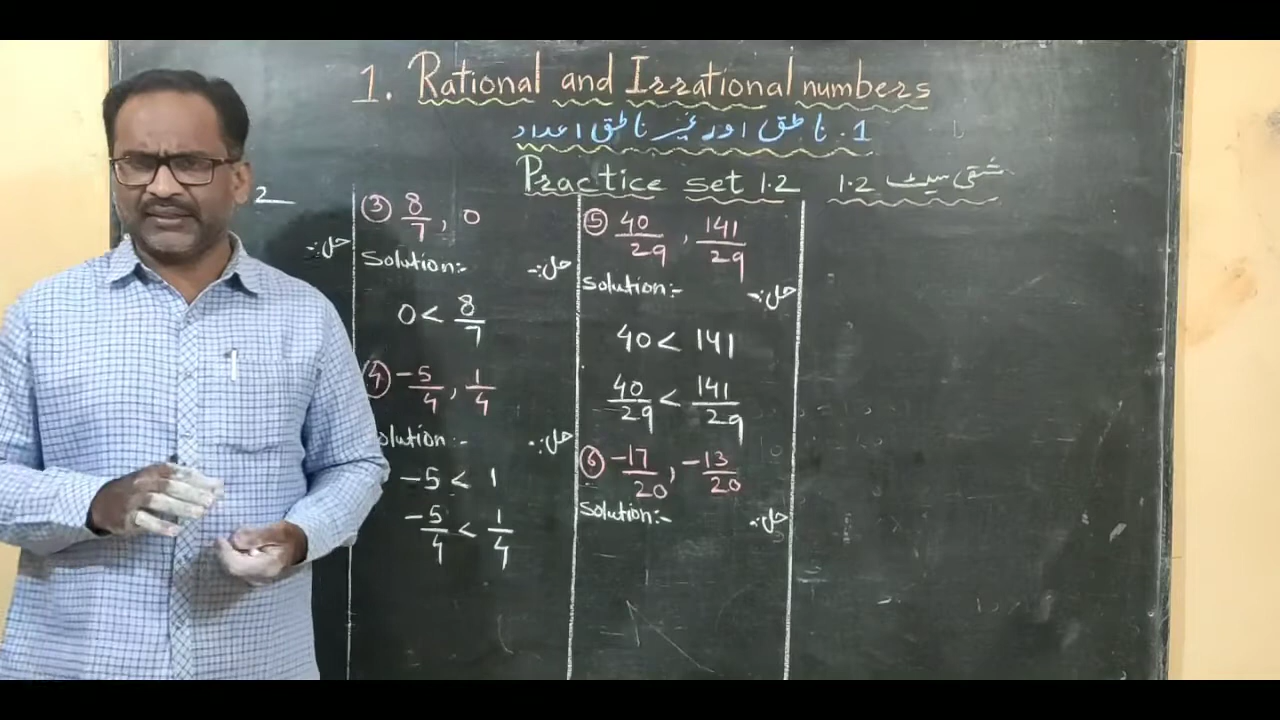 1. Rational and Irrational numbers
1. ناطق اور غیر ناطق اعداد
Practice set 1.2 مشقی سیٹ 1.2
2
حل:-
③ 8/7, 0
Solution:- حل:-
0 < 8/7
④ -5/4, 1/4
olution:- حل:-
-5 < 1
-5/4 < 1/4
⑤ 40/29, 141/29
Solution:- حل:-
40 < 141
40/29 < 141/29
⑥ -17/20, -13/20
Solution:- حل:-